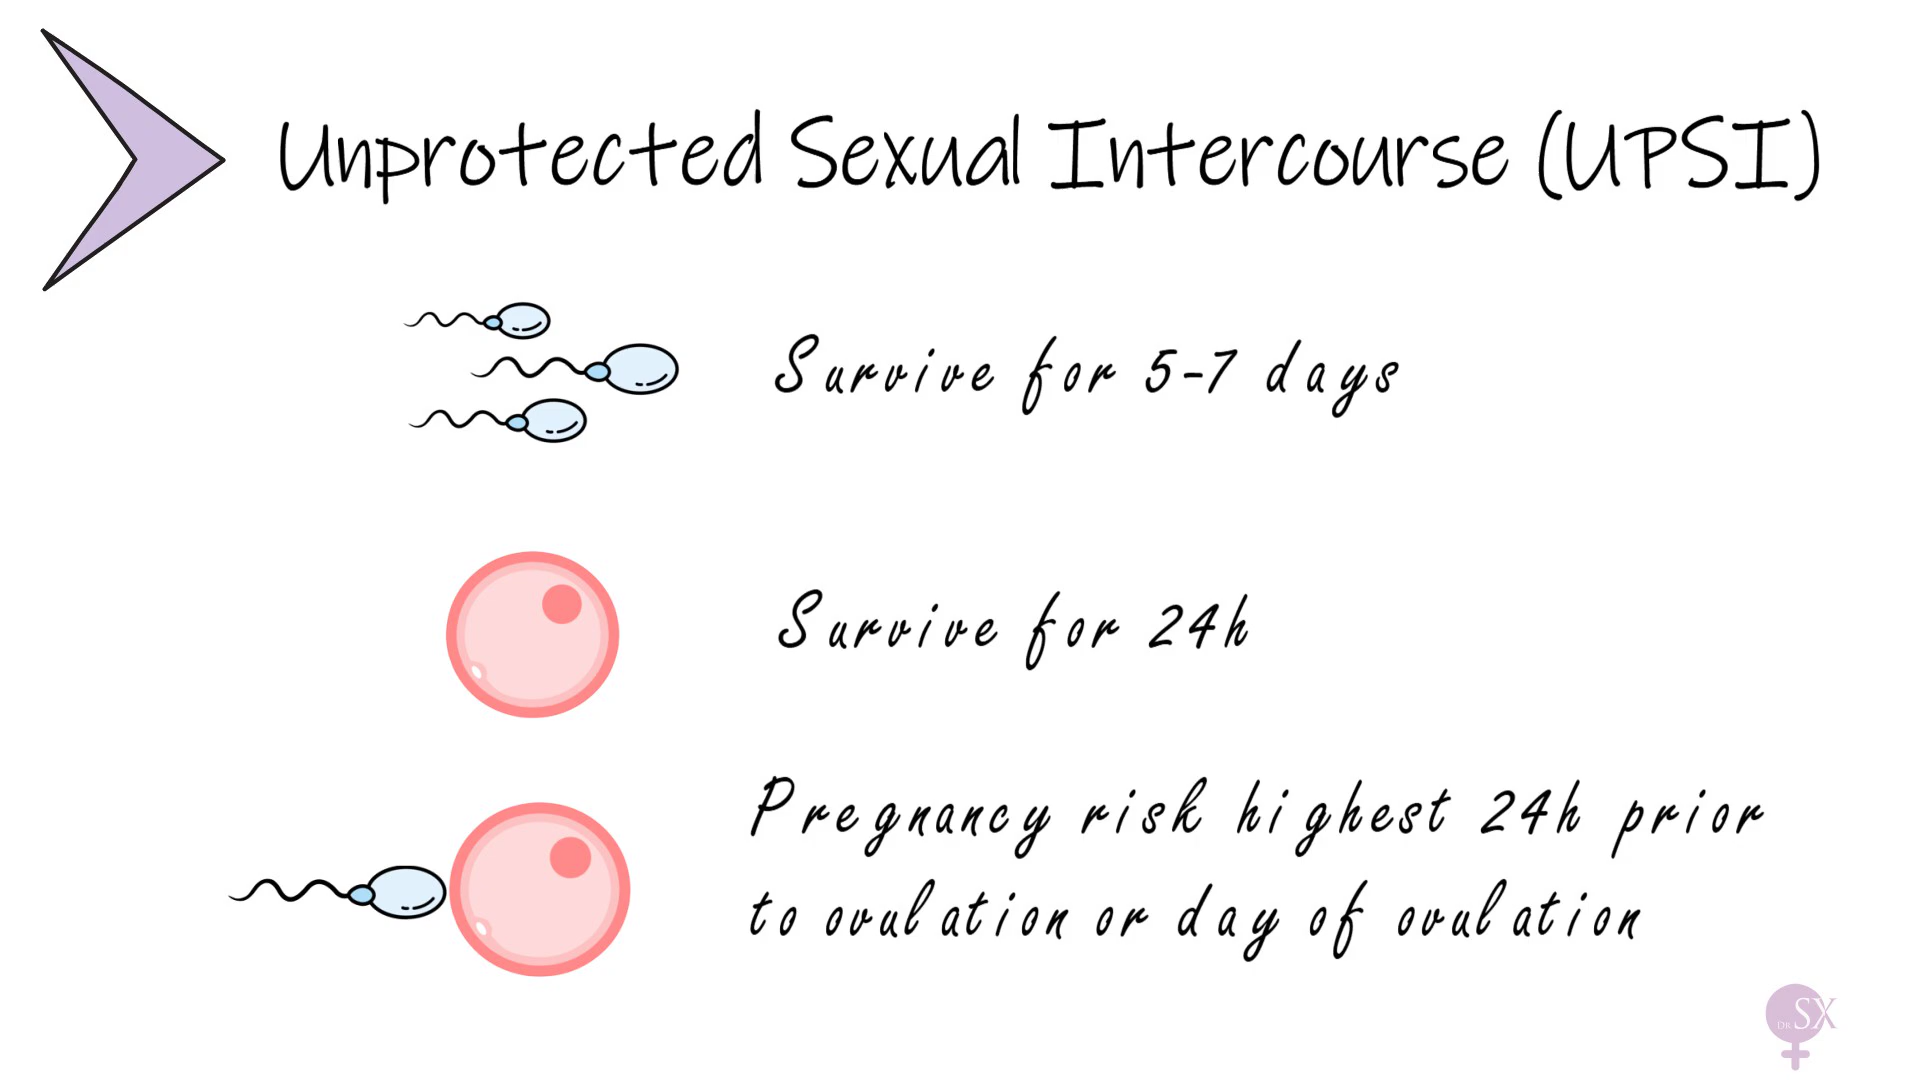 Unprotected Sexual Intercourse (UPSI)
Survive for 5-7 days
Survive for 24h
Pregnancy risk highest 24h prior
to ovulation or day of ovulation
DR. SX